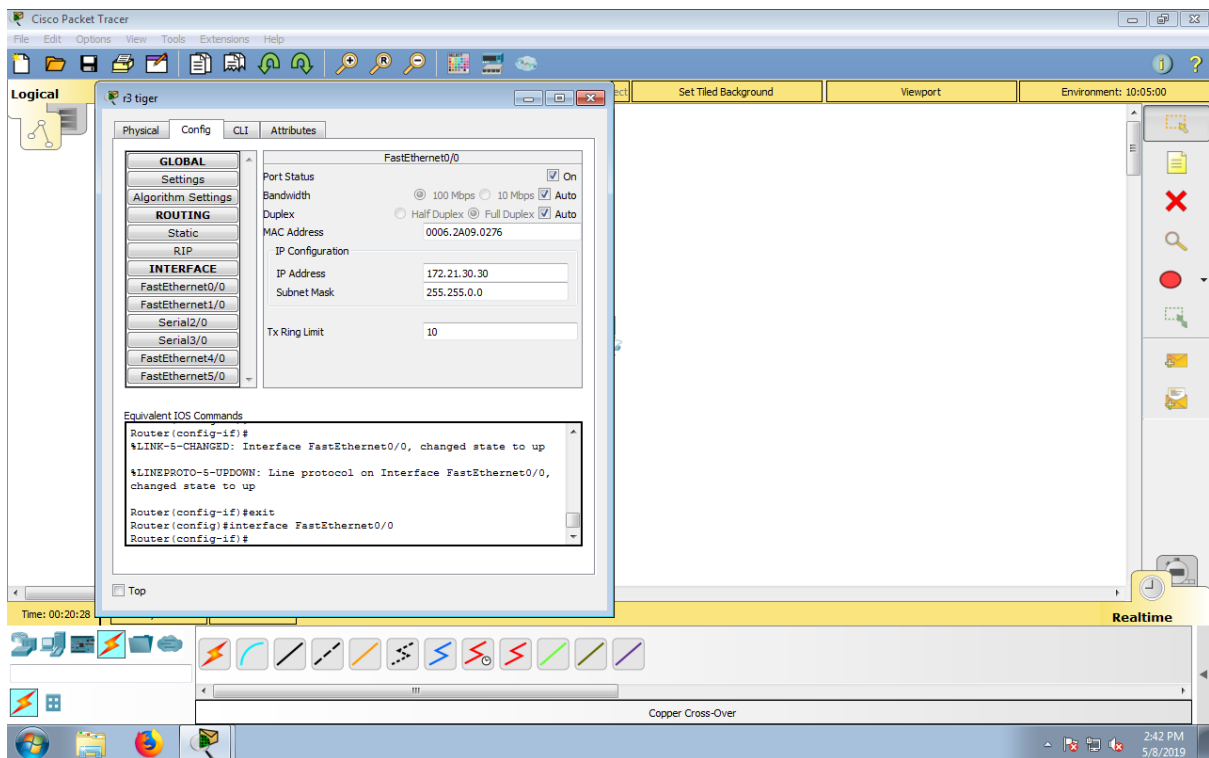 Cisco Packet Tracer
File Edit Options View Tools Extensions Help
Logical
Set Tiled Background
Viewport
Environment: 10:05:00
r3 tiger
Physical Config CLI Attributes
GLOBAL
Settings
Algorithm Settings
ROUTING
Static
RIP
INTERFACE
FastEthernet0/0
FastEthernet1/0
Serial2/0
Serial3/0
FastEthernet4/0
FastEthernet5/0
FastEthernet0/0
Port Status On
Bandwidth 100 Mbps 10 Mbps Auto
Duplex Half Duplex Full Duplex Auto
MAC Address 0006.2A09.0276
IP Configuration
IP Address 172.21.30.30
Subnet Mask 255.255.0.0
Tx Ring Limit 10
Equivalent IOS Commands
Router(config-if)#
%LINK-5-CHANGED: Interface FastEthernet0/0, changed state to up
%LINEPROTO-5-UPDOWN: Line protocol on Interface FastEthernet0/0,
changed state to up
Router(config-if)#exit
Router(config)#interface FastEthernet0/0
Router(config-if)#
Top
Time: 00:20:28
Realtime
Copper Cross-Over
2:42 PM
5/8/2019